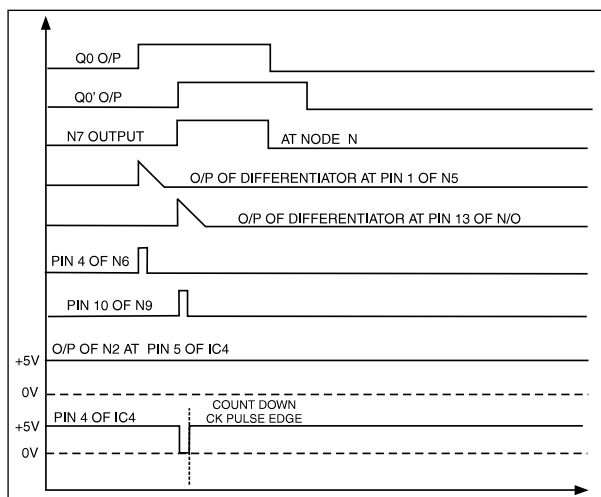 Q0 O/P
Q0' O/P
N7 OUTPUT
AT NODE N
O/P OF DIFFERENTIATOR AT PIN 1 OF N5
O/P OF DIFFERENTIATOR AT PIN 13 OF N/O
PIN 4 OF N6
PIN 10 OF N9
O/P OF N2 AT PIN 5 OF IC4
+5V
0V
COUNT DOWN
CK PULSE EDGE
PIN 4 OF IC4
+5V
0V